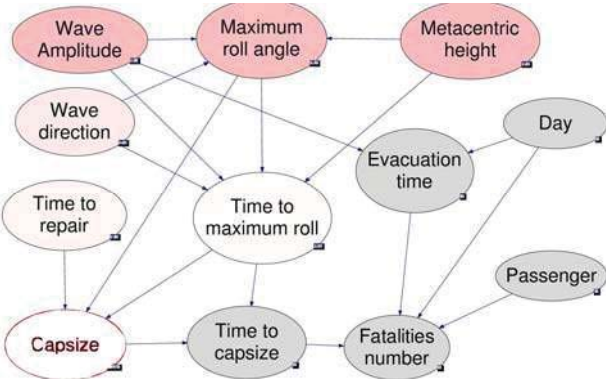 Wave
Amplitude
Maximum
roll angle
Metacentric
height
Wave
direction
Evacuation
time
Day
Time to
repair
Time to
maximum roll
Passenger
Capsize
Time to
capsize
Fatalities
number